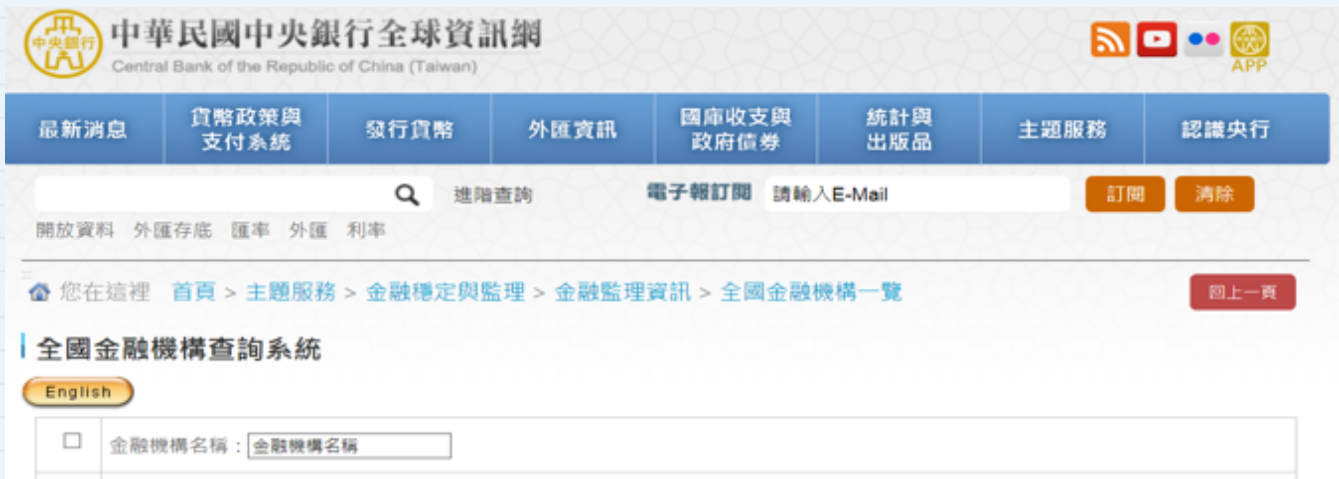 中央銀行
中華民國中央銀行全球資訊網
Central Bank of the Republic of China (Taiwan)
APP
最新消息
貨幣政策與
支付系統
發行貨幣
外匯資訊
國庫收支與
政府債券
統計與
出版品
主題服務
認識央行
進階查詢
電子報訂閱
請輸入E-Mail
訂閱
清除
開放資料 外匯存底 匯率 外匯 利率
:::
您在這裡 首頁 > 主題服務 > 金融穩定與監理 > 金融監理資訊 > 全國金融機構一覽
回上一頁
全國金融機構查詢系統
English
金融機構名稱：金融機構名稱